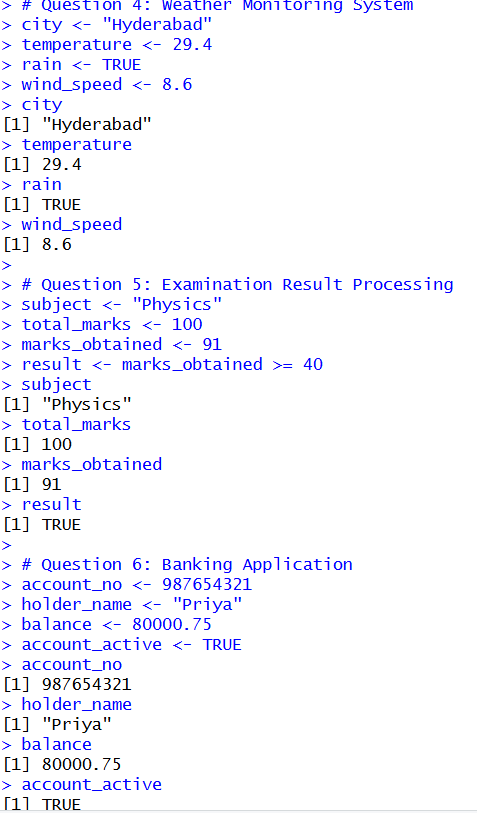 > # Question 4: Weather Monitoring System
> city <- "Hyderabad"
> temperature <- 29.4
> rain <- TRUE
> wind_speed <- 8.6
> city
[1] "Hyderabad"
> temperature
[1] 29.4
> rain
[1] TRUE
> wind_speed
[1] 8.6
>
> # Question 5: Examination Result Processing
> subject <- "Physics"
> total_marks <- 100
> marks_obtained <- 91
> result <- marks_obtained >= 40
> subject
[1] "Physics"
> total_marks
[1] 100
> marks_obtained
[1] 91
> result
[1] TRUE
>
> # Question 6: Banking Application
> account_no <- 987654321
> holder_name <- "Priya"
> balance <- 80000.75
> account_active <- TRUE
> account_no
[1] 987654321
> holder_name
[1] "Priya"
> balance
[1] 80000.75
> account_active
[1] TRUE